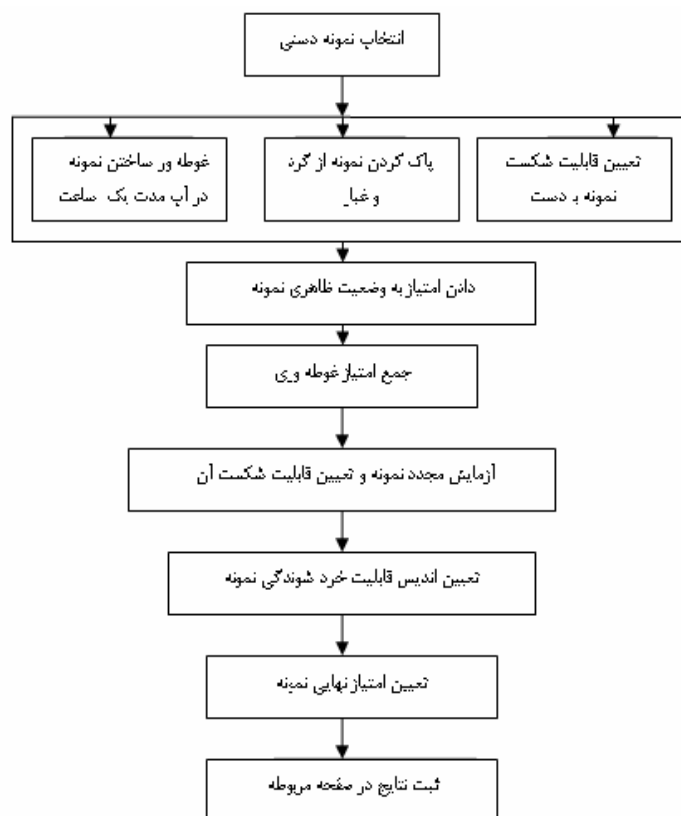 انتخاب نمونه دستی
تعیین قابلیت شکست
نمونه با دست
پاک کردن نمونه از گرد
و غبار
غوطه ور ساختن نمونه
در آب مدت یک ساعت
دادن امتیاز به وضعیت ظاهری نمونه
جمع امتیاز غوطه وری
آزمایش مجدد نمونه و تعیین قابلیت شکست آن
تعیین اندیس قابلیت خرد شوندگی نمونه
تعیین امتیاز نهایی نمونه
ثبت نتایج در صفحه مربوطه